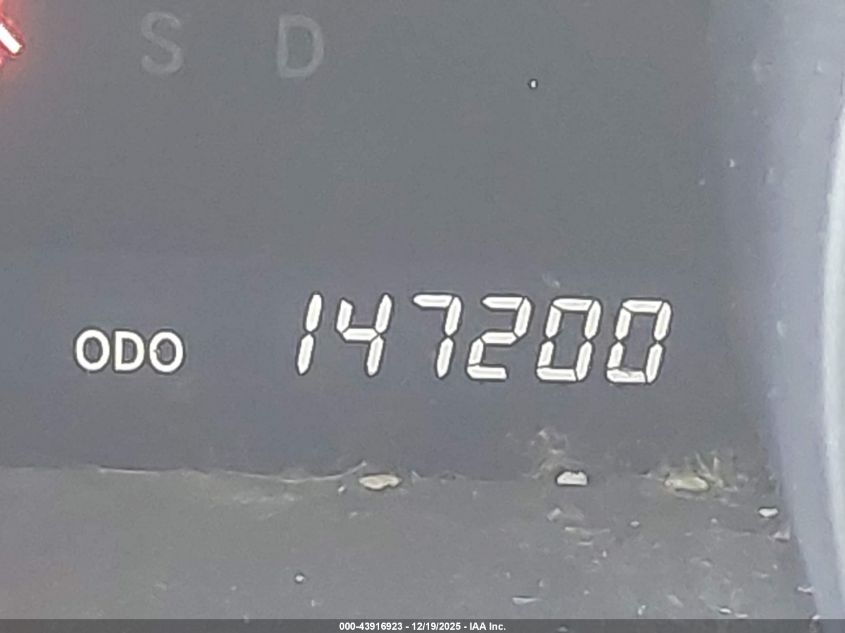 S D
ODO 147200
000-43916923 - 12/19/2025 - IAA Inc.